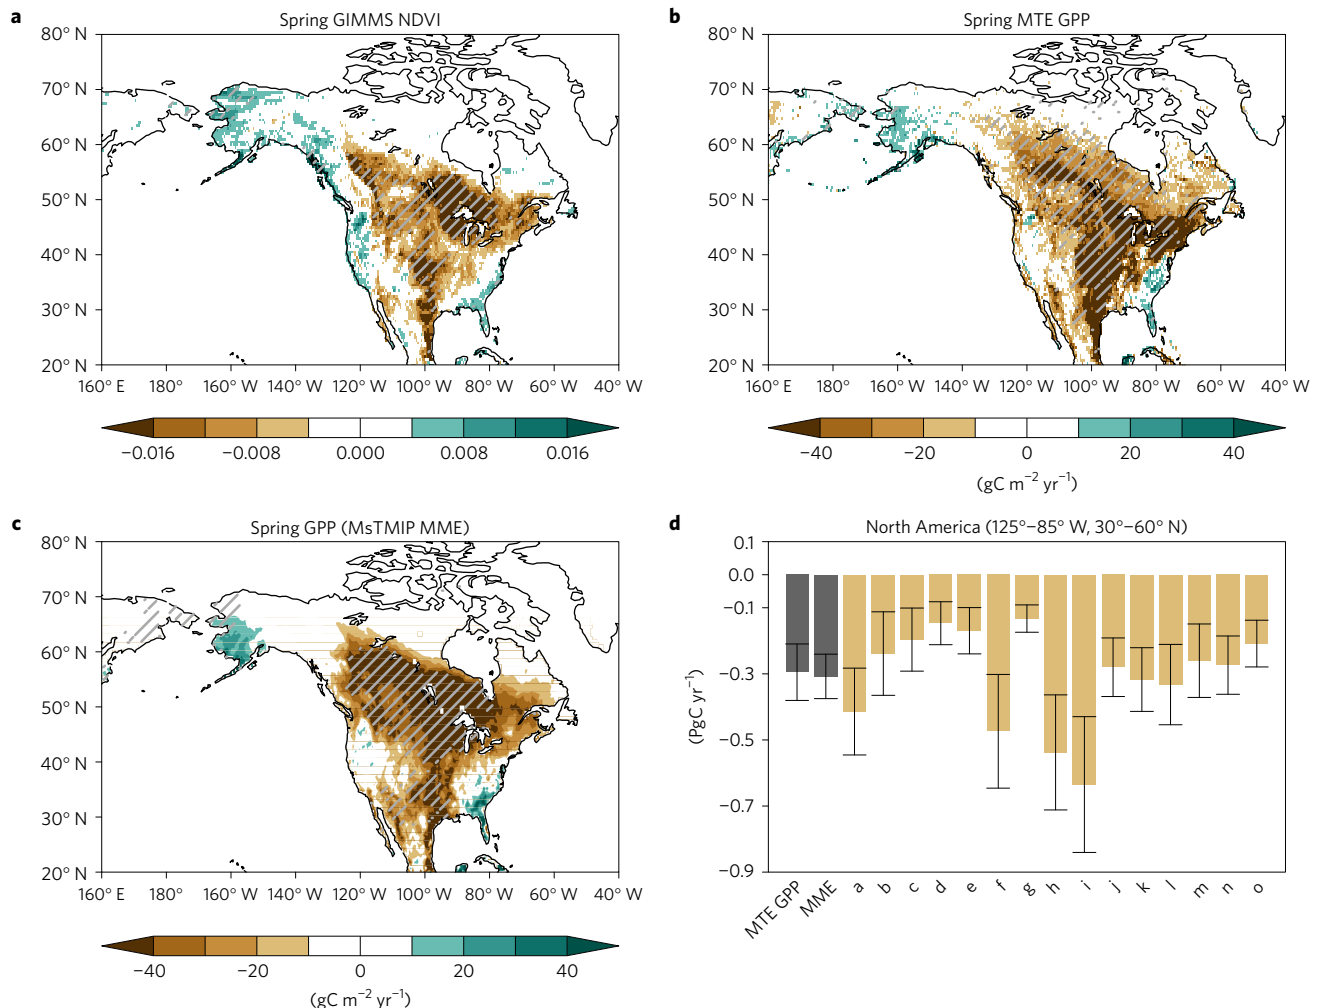 a
Spring GIMMS NDVI
80° N
70° N
60° N
50° N
40° N
30° N
20° N
160° E 180° 160° W 140° W 120° W 100° W 80° W 60° W 40° W
−0.016 −0.008 0.000 0.008 0.016
b
Spring MTE GPP
80° N
70° N
60° N
50° N
40° N
30° N
20° N
160° E 180° 160° W 140° W 120° W 100° W 80° W 60° W 40° W
−40 −20 0 20 40
(gC m⁻² yr⁻¹)
c
Spring GPP (MsTMIP MME)
80° N
70° N
60° N
50° N
40° N
30° N
20° N
160° E 180° 160° W 140° W 120° W 100° W 80° W 60° W 40° W
−40 −20 0 20 40
(gC m⁻² yr⁻¹)
d
North America (125°–85° W, 30°–60° N)
0.1
0.0
−0.1
−0.3
−0.5
−0.7
−0.9
(PgC yr⁻¹)
MTE GPP MME a b c d e f g h i j k l m n o